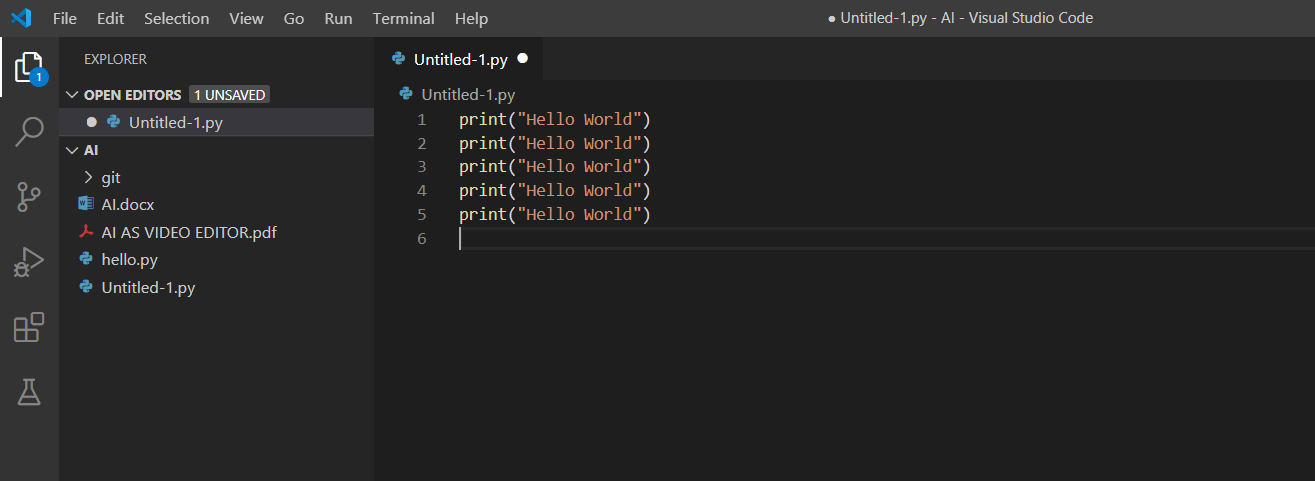 File Edit Selection View Go Run Terminal Help
● Untitled-1.py - AI - Visual Studio Code
1
EXPLORER
OPEN EDITORS 1 UNSAVED
Untitled-1.py
AI
git
AI.docx
AI AS VIDEO EDITOR.pdf
hello.py
Untitled-1.py
Untitled-1.py
Untitled-1.py
1 print("Hello World")
2 print("Hello World")
3 print("Hello World")
4 print("Hello World")
5 print("Hello World")
6